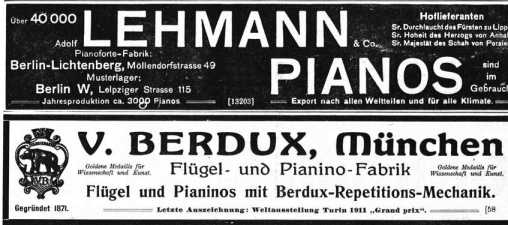 Über 40000
Adolf LEHMANN & Co.
Hoflieferanten
Sr. Durchlaucht des Fürsten zu Lipp
Sr. Hoheit des Herzogs von Anhal
Sr. Majestät des Schah von Persie
Pianoforte-Fabrik:
Berlin-Lichtenberg, Möllendorfstrasse 49
Musterlager:
Berlin W, Leipziger Strasse 115
PIANOS
sind
im
Gebrauch
Jahresproduktion ca. 3000 Pianos
[13203]
Export nach allen Weltteilen und für alle Klimate.
V. BERDUX, München
Goldene Medaille für
Wissenschaft und Kunst.
Flügel- und Pianino-Fabrik
Goldene Medaille für
Wissenschaft und Kunst.
VB
Flügel und Pianinos mit Berdux-Repetitions-Mechanik.
Gegründet 1871.
Letzte Auszeichnung: Weltausstellung Turin 1911 „Grand prix“.
[58